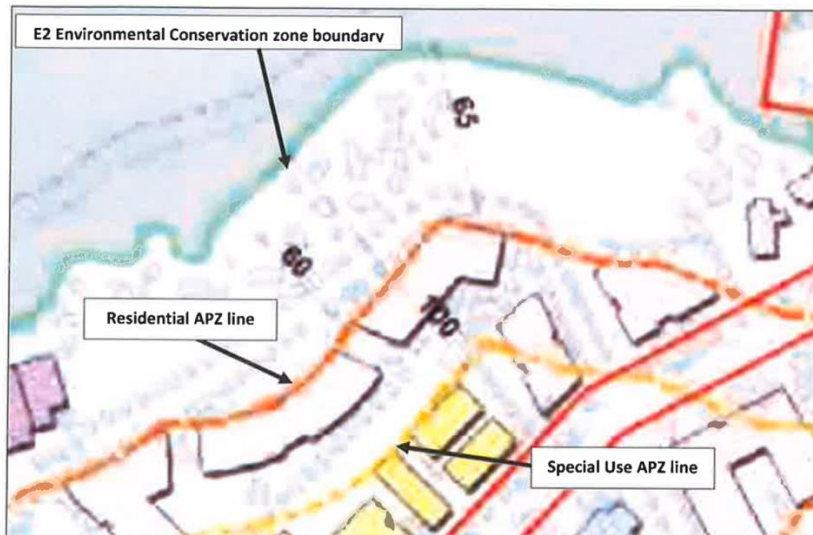 E2 Environmental Conservation zone boundary
65
60
Residential APZ line
100
Special Use APZ line